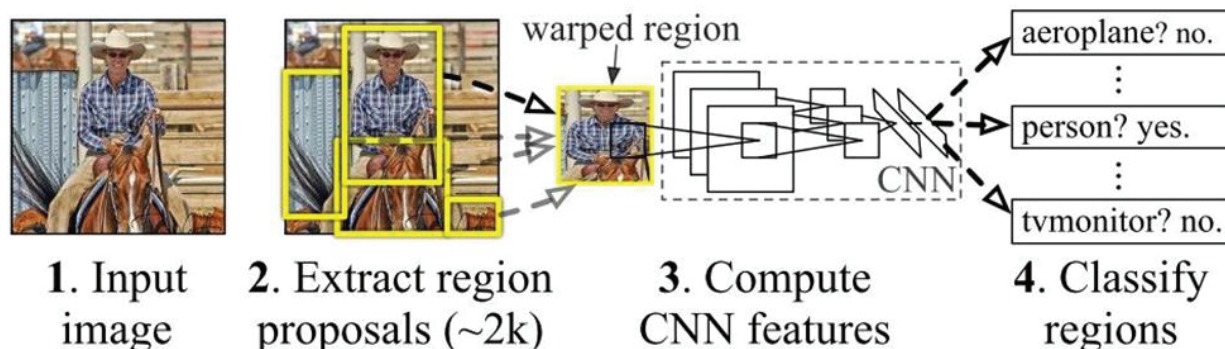 warped region
aeroplane? no.
person? yes.
CNN
tvmonitor? no.
1. Input
image
2. Extract region
proposals (~2k)
3. Compute
CNN features
4. Classify
regions